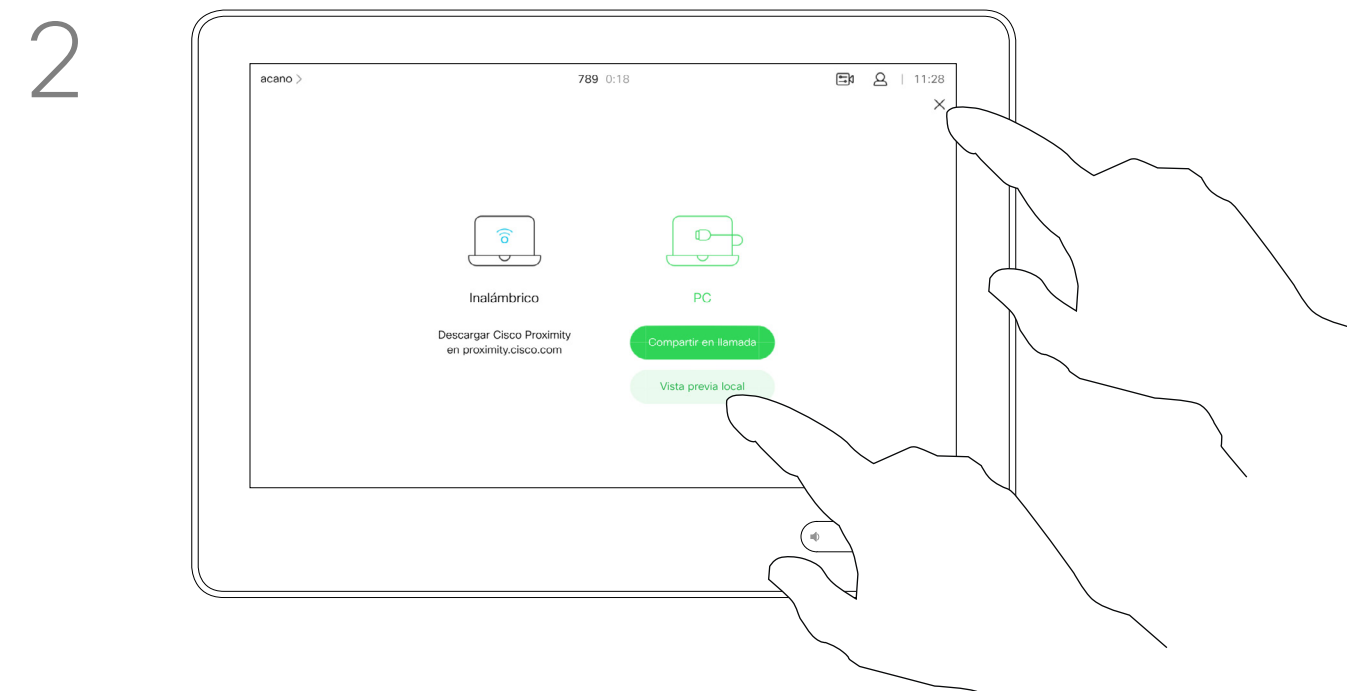 2
acano >
789 0:18
| 11:28
Inalámbrico
Descargar Cisco Proximity
en proximity.cisco.com
PC
Compartir en llamada
Vista previa local